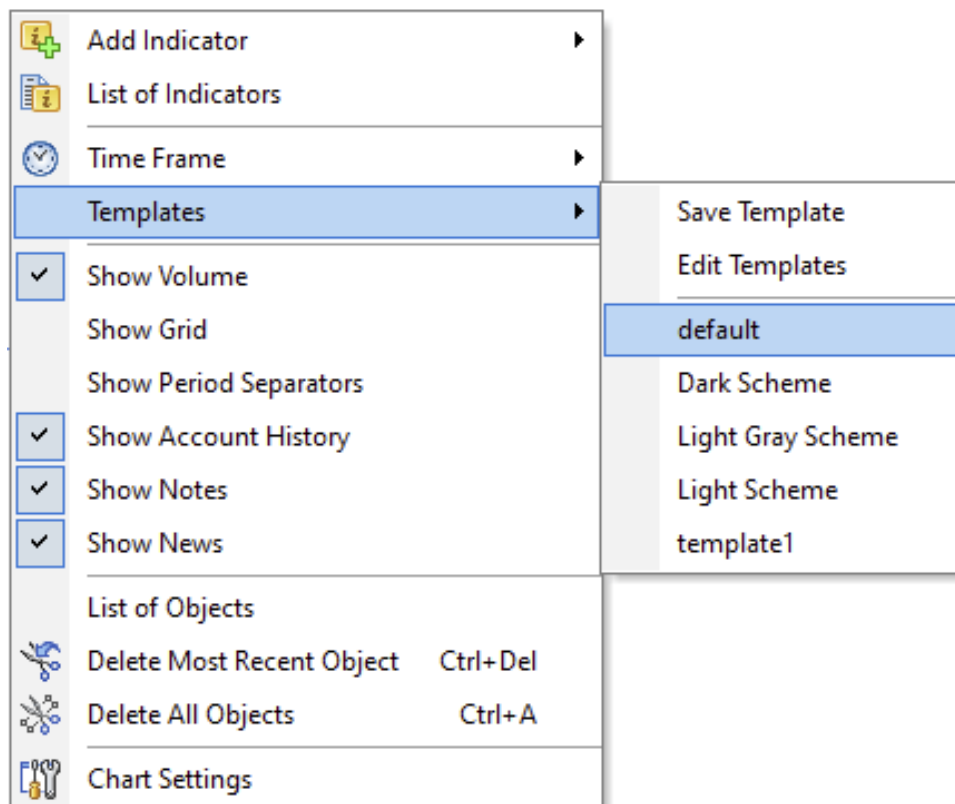 Add Indicator
List of Indicators
Time Frame
Templates
Show Volume
Show Grid
Show Period Separators
Show Account History
Show Notes
Show News
List of Objects
Delete Most Recent Object Ctrl+Del
Delete All Objects Ctrl+A
Chart Settings
Save Template
Edit Templates
default
Dark Scheme
Light Gray Scheme
Light Scheme
template1